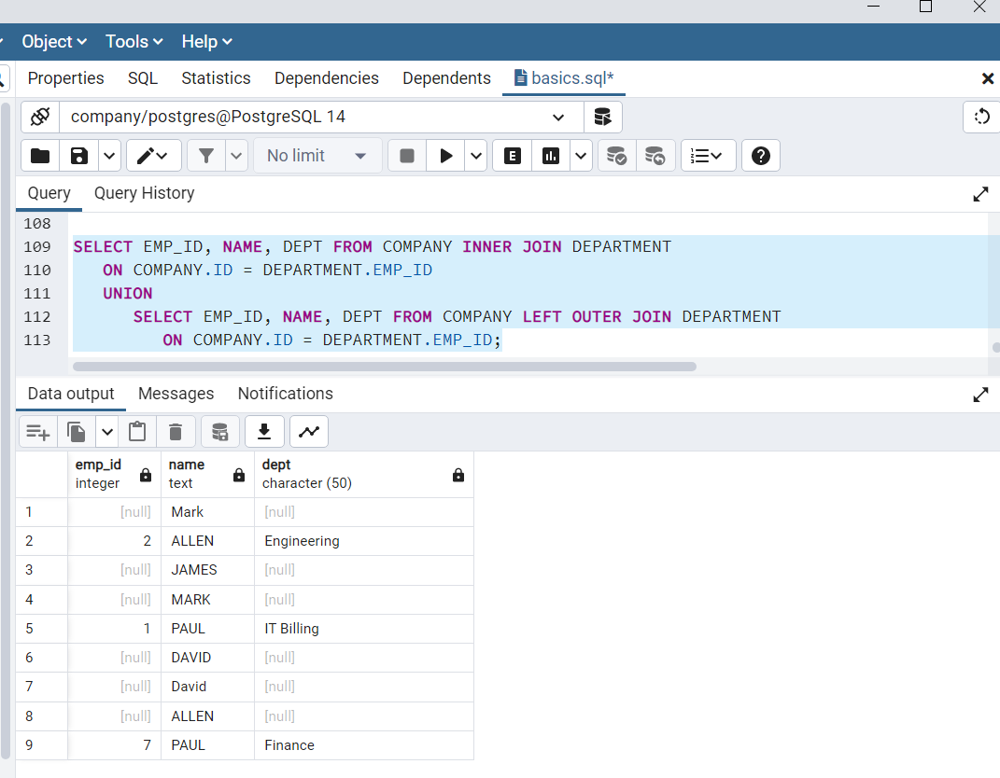 Object Tools Help
Properties SQL Statistics Dependencies Dependents basics.sql*
company/postgres@PostgreSQL 14
No limit E
Query Query History
108
109 SELECT EMP_ID, NAME, DEPT FROM COMPANY INNER JOIN DEPARTMENT
110 ON COMPANY.ID = DEPARTMENT.EMP_ID
111 UNION
112 SELECT EMP_ID, NAME, DEPT FROM COMPANY LEFT OUTER JOIN DEPARTMENT
113 ON COMPANY.ID = DEPARTMENT.EMP_ID;
Data output Messages Notifications
emp_id name dept
integer text character (50)
1 [null] Mark [null]
2 2 ALLEN Engineering
3 [null] JAMES [null]
4 [null] MARK [null]
5 1 PAUL IT Billing
6 [null] DAVID [null]
7 [null] David [null]
8 [null] ALLEN [null]
9 7 PAUL Finance